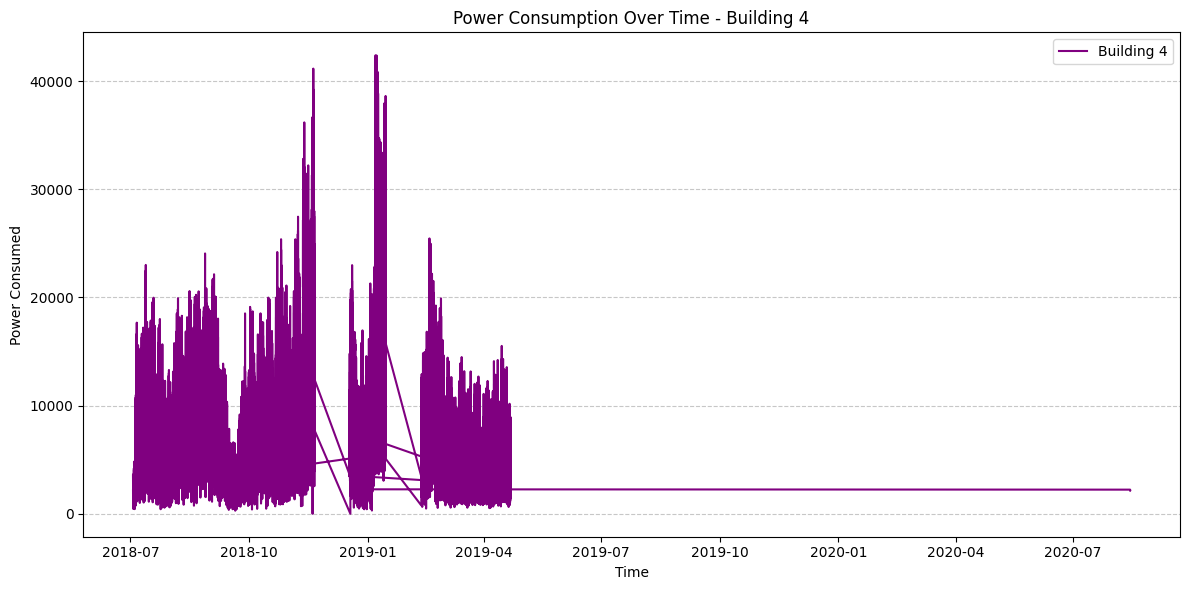 Power Consumption Over Time - Building 4
Building 4
Power Consumed
40000
30000
20000
10000
0
2018-07 2018-10 2019-01 2019-04 2019-07 2019-10 2020-01 2020-04 2020-07
Time